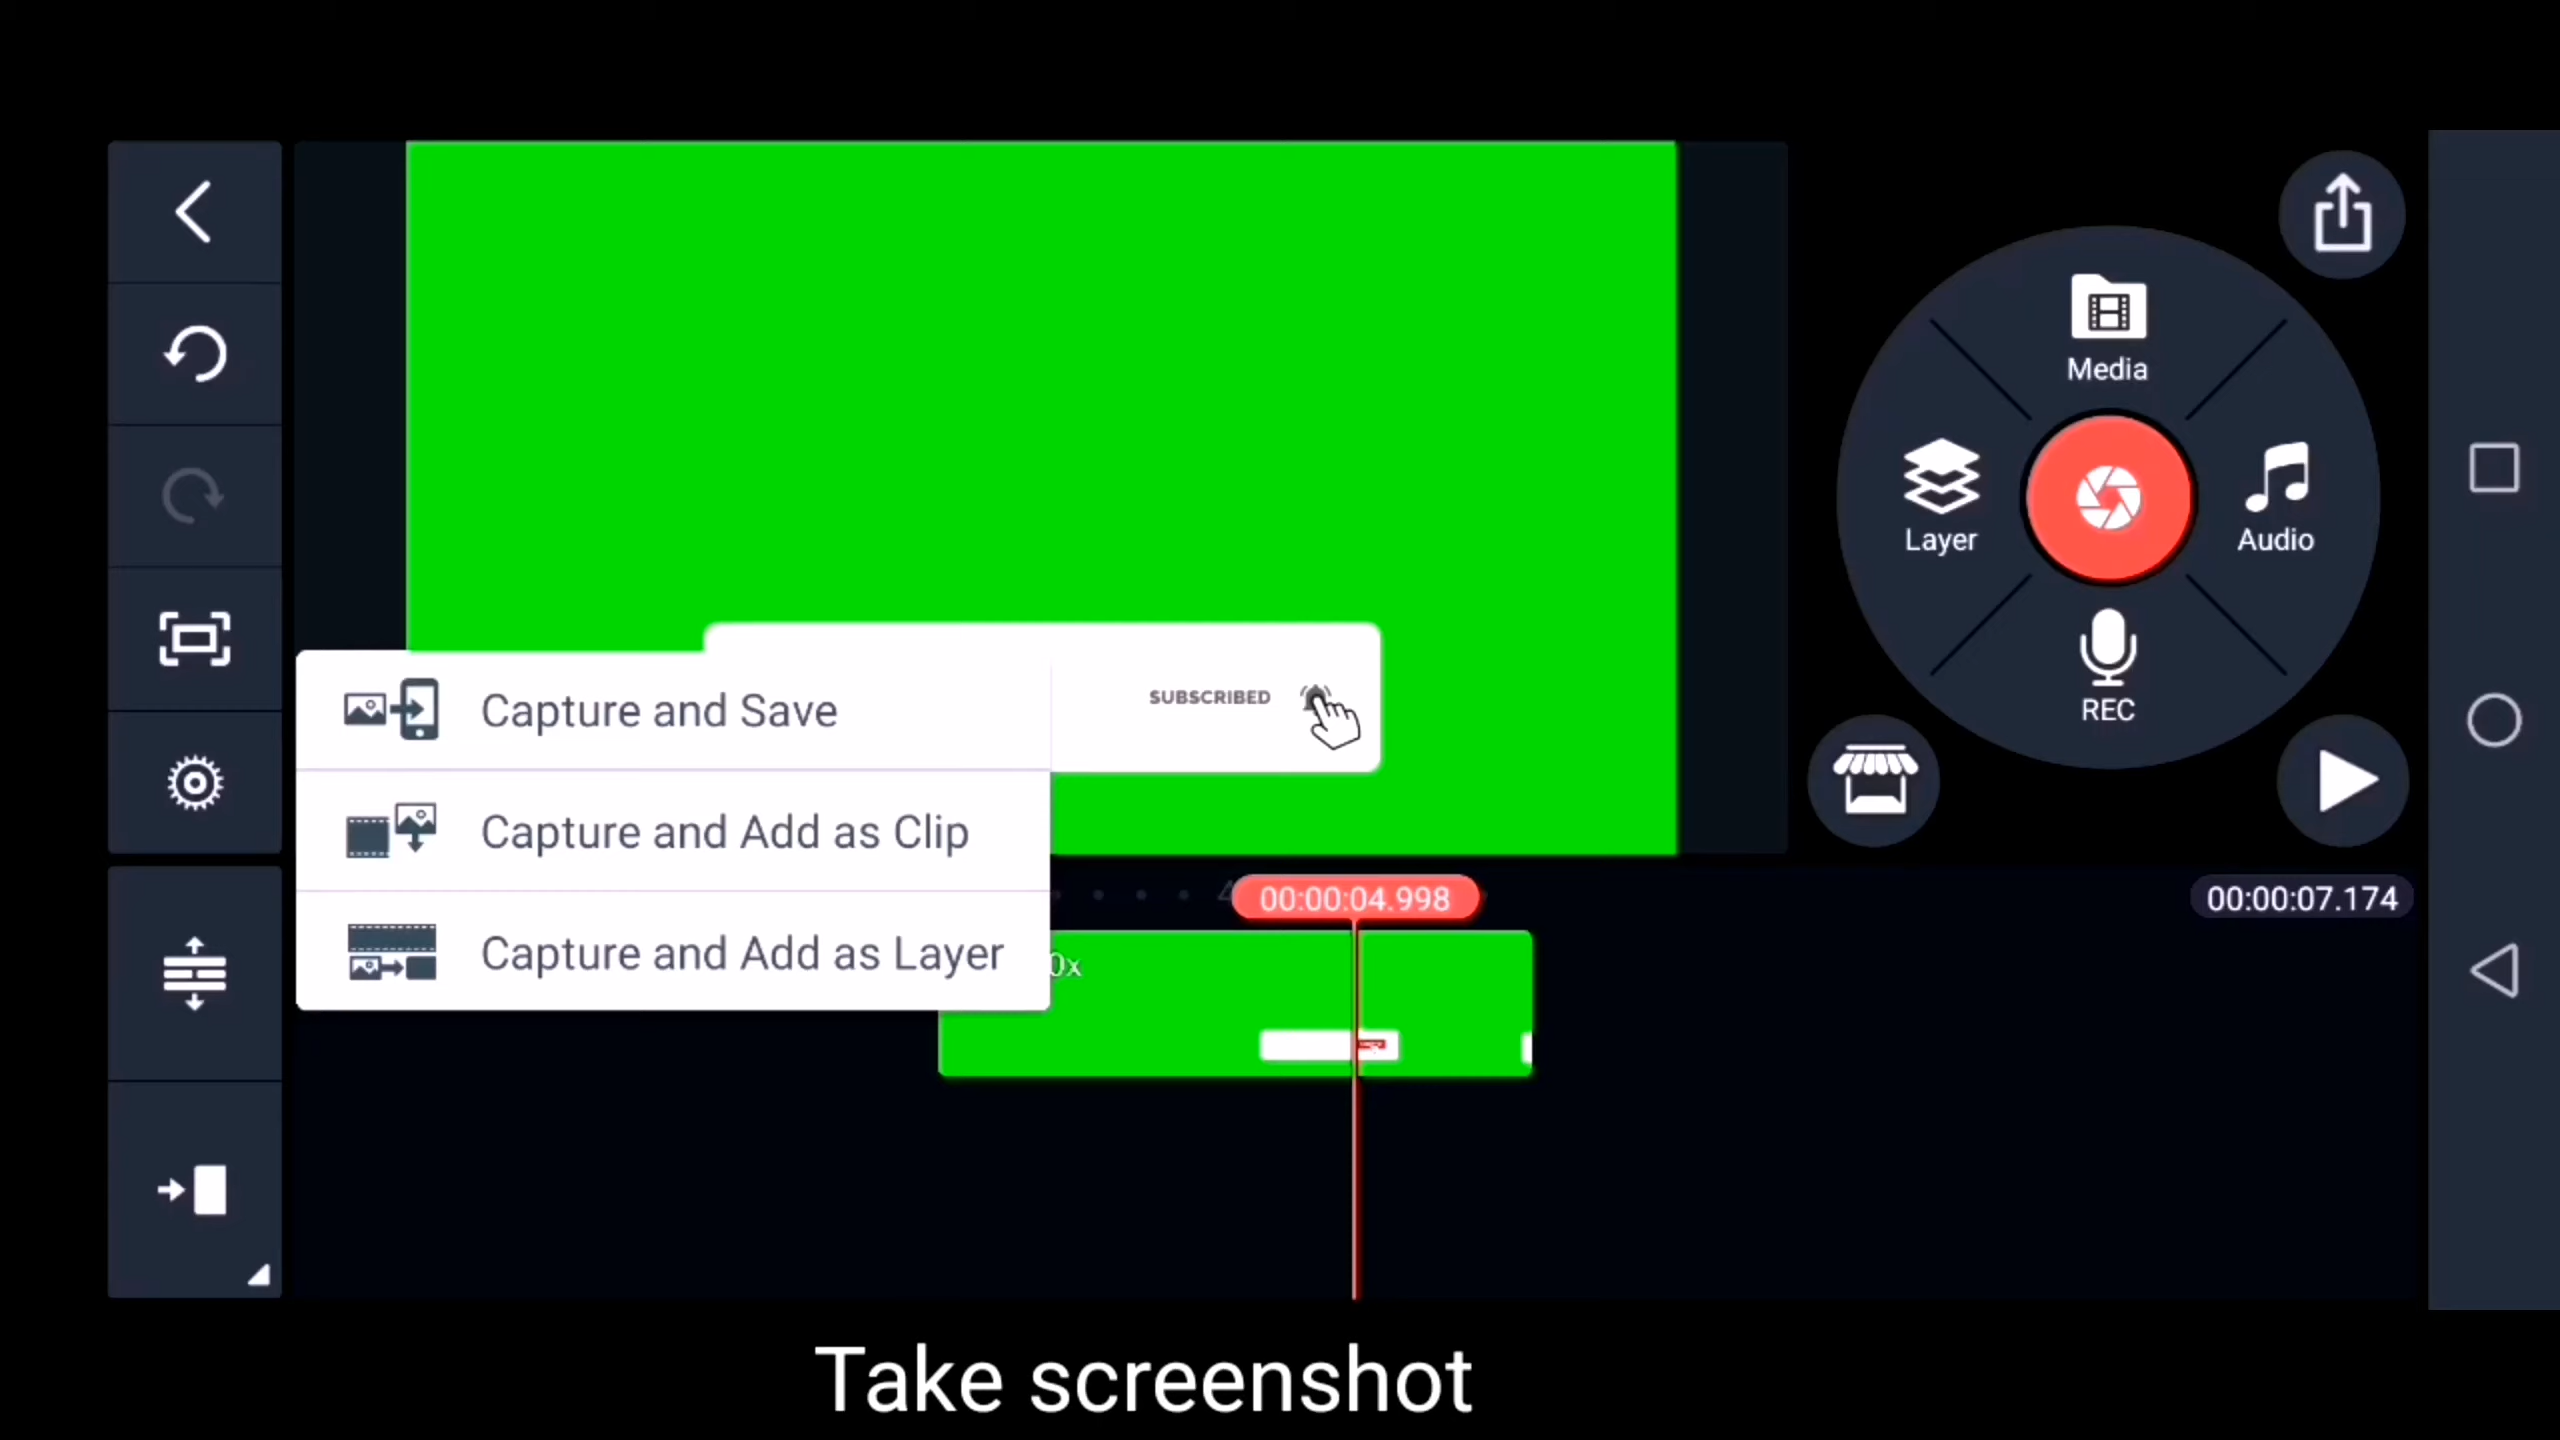 Media
Layer
Audio
REC
Capture and Save
SUBSCRIBED
Capture and Add as Clip
Capture and Add as Layer
00:00:04.998
00:00:07.174
0x
Take screenshot